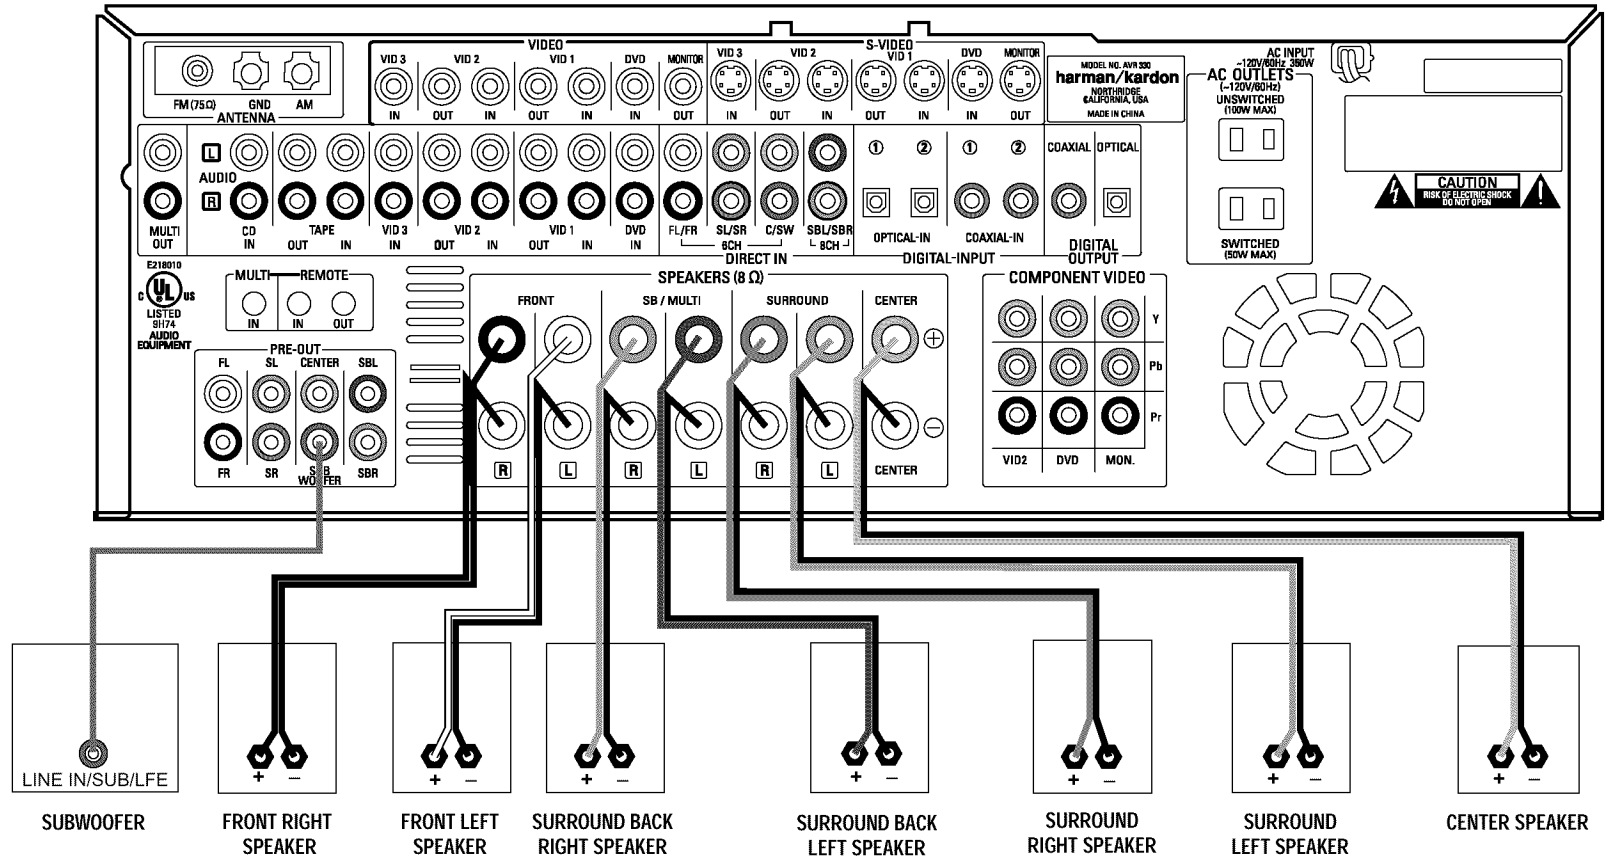 VIDEO
S-VIDEO
VID 3 VID 2 VID 1 DVD MONITOR
VID 3 VID 2 VID 1 DVD MONITOR
FM (75Ω) GND AM
ANTENNA
IN OUT IN OUT IN IN OUT
IN OUT IN OUT IN IN OUT
MODEL NO. AVR 330
harman/kardon
NORTHRIDGE
CALIFORNIA, USA
MADE IN CHINA
AC INPUT
~120V/60Hz 350W
AC OUTLETS
(~120V/60Hz)
UNSWITCHED
(100W MAX)
SWITCHED
(50W MAX)
CAUTION
RISK OF ELECTRIC SHOCK
DO NOT OPEN
L
AUDIO
R
① ② ① ② COAXIAL OPTICAL
MULTI
OUT
CD
IN
TAPE
OUT IN
VID 3
IN
VID 2
OUT IN
VID 1
OUT IN
DVD
IN
FL/FR SL/SR C/SW SBL/SBR
6CH 8CH
DIRECT IN
OPTICAL-IN COAXIAL-IN
DIGITAL-INPUT
DIGITAL
OUTPUT
E218010
C UL US
®
LISTED
9H74
AUDIO
EQUIPMENT
MULTI REMOTE
IN IN OUT
PRE-OUT
FL SL CENTER SBL
FR SR SUB
WOOFER SBR
SPEAKERS (8 Ω)
FRONT SB / MULTI SURROUND CENTER
+
−
R L R L R L CENTER
COMPONENT VIDEO
Y
Pb
Pr
VID2 DVD MON.
LINE IN/SUB/LFE
+ − + − + − + − + − + − + −
SUBWOOFER
FRONT RIGHT
SPEAKER
FRONT LEFT
SPEAKER
SURROUND BACK
RIGHT SPEAKER
SURROUND BACK
LEFT SPEAKER
SURROUND
RIGHT SPEAKER
SURROUND
LEFT SPEAKER
CENTER SPEAKER